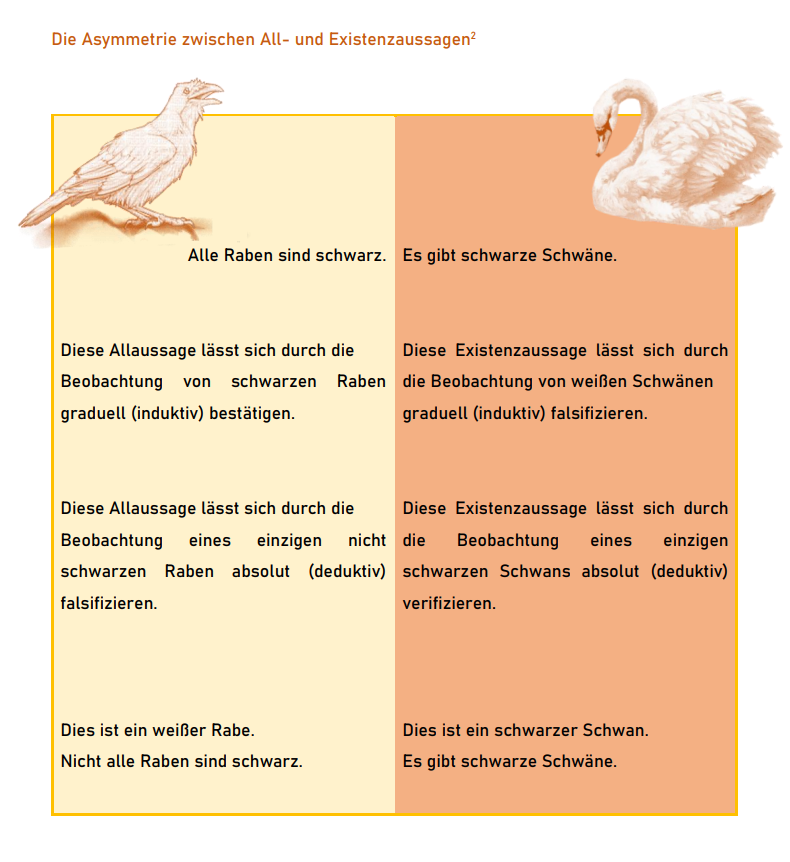 Die Asymmetrie zwischen All- und Existenzaussagen²
Alle Raben sind schwarz.
Diese Allaussage lässt sich durch die
Beobachtung von schwarzen Raben
graduell (induktiv) bestätigen.
Diese Allaussage lässt sich durch die
Beobachtung eines einzigen nicht
schwarzen Raben absolut (deduktiv)
falsifizieren.
Dies ist ein weißer Rabe.
Nicht alle Raben sind schwarz.
Es gibt schwarze Schwäne.
Diese Existenzaussage lässt sich durch
die Beobachtung von weißen Schwänen
graduell (induktiv) falsifizieren.
Diese Existenzaussage lässt sich durch
die Beobachtung eines einzigen
schwarzen Schwans absolut (deduktiv)
verifizieren.
Dies ist ein schwarzer Schwan.
Es gibt schwarze Schwäne.